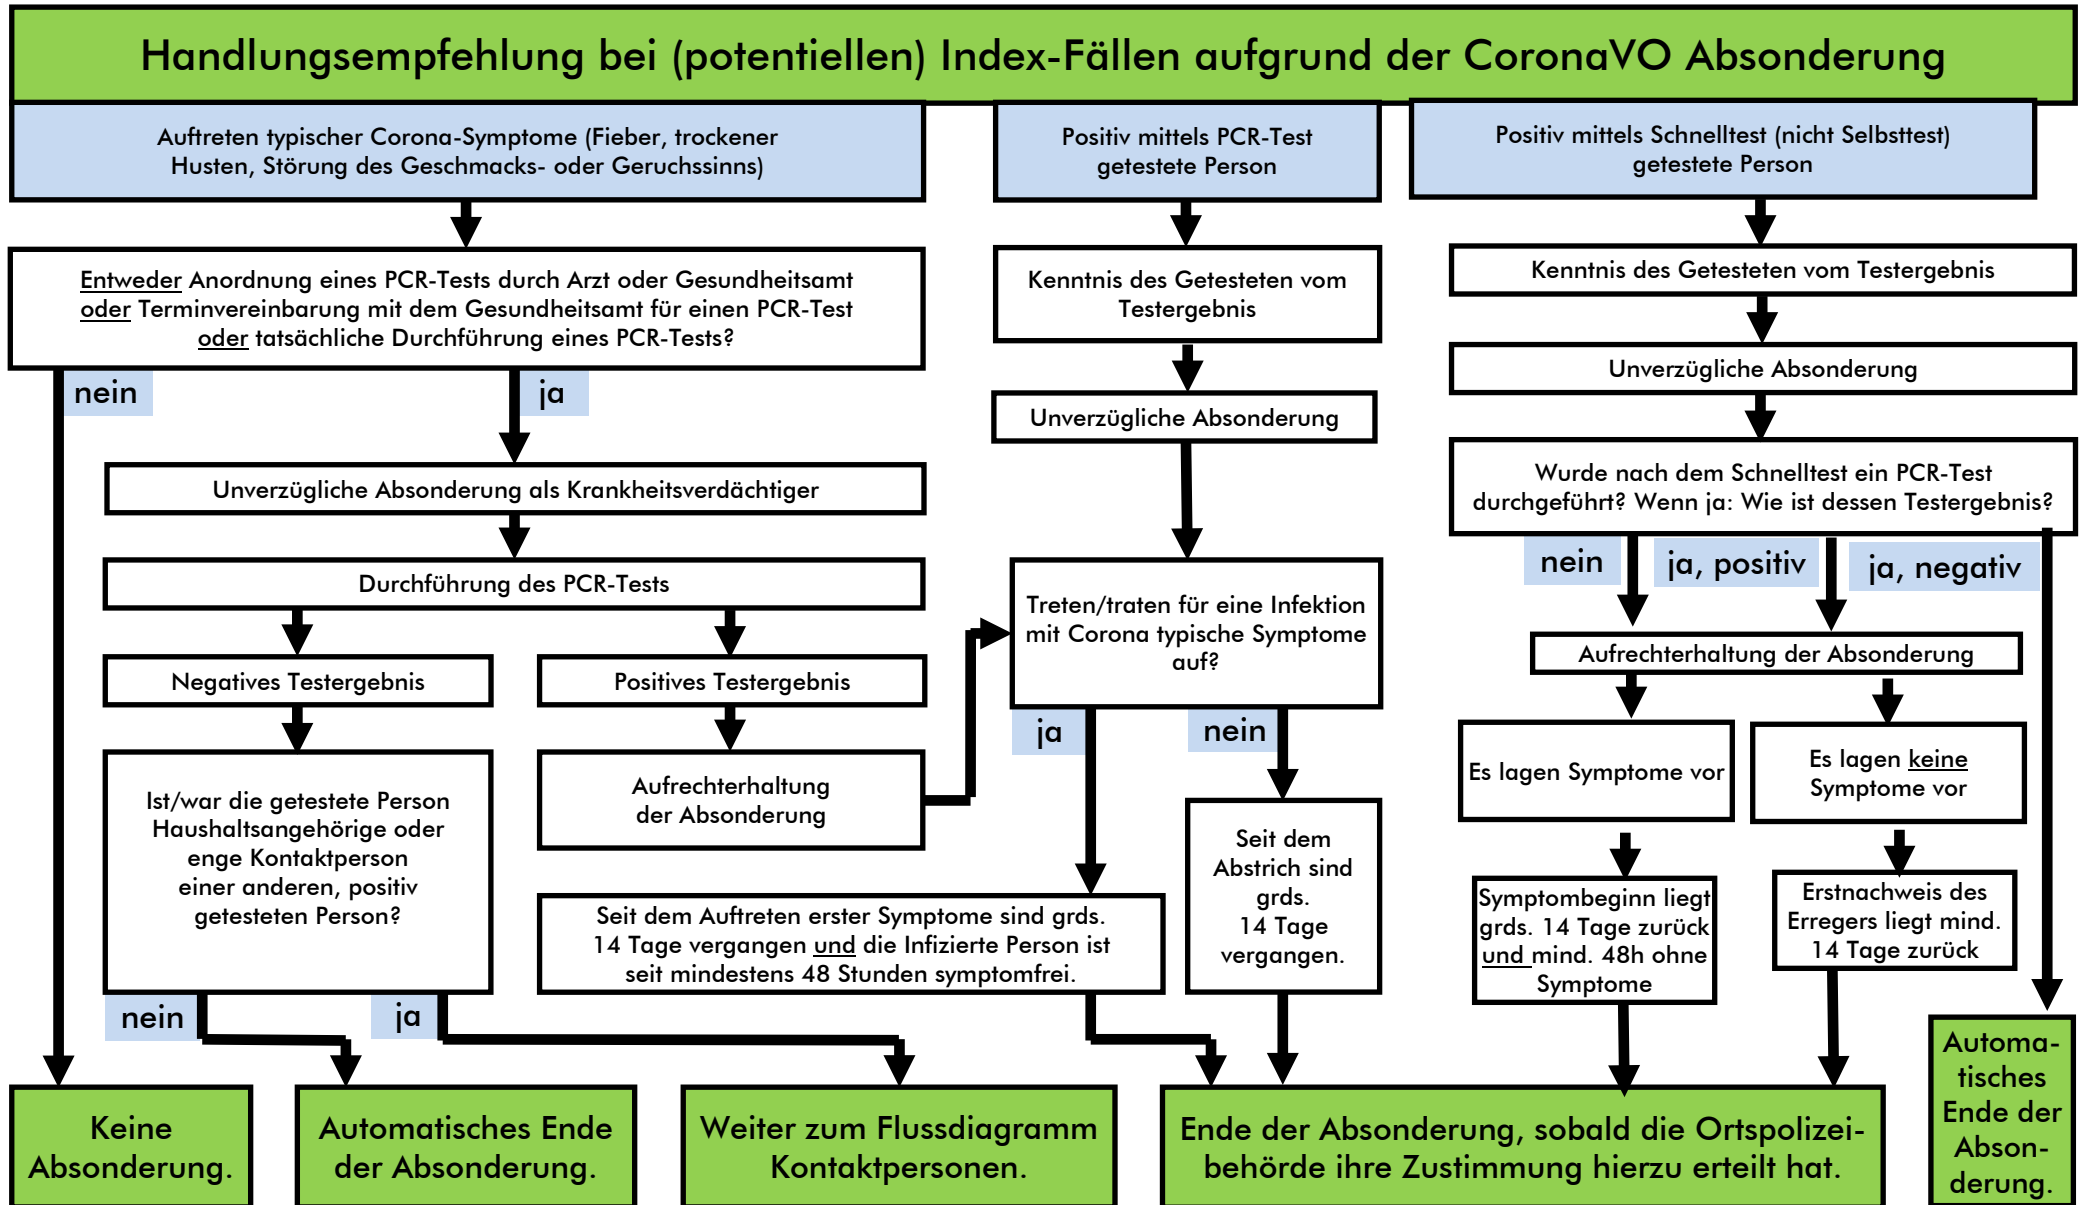 Handlungsempfehlung bei (potentiellen) Index-Fällen aufgrund der CoronaVO Absonderung
Auftreten typischer Corona-Symptome (Fieber, trockener
Husten, Störung des Geschmacks- oder Geruchssinns)
Entweder Anordnung eines PCR-Tests durch Arzt oder Gesundheitsamt
oder Terminvereinbarung mit dem Gesundheitsamt für einen PCR-Test
oder tatsächliche Durchführung eines PCR-Tests?
nein
ja
Unverzügliche Absonderung als Krankheitsverdächtiger
Durchführung des PCR-Tests
Negatives Testergebnis
Positives Testergebnis
Ist/war die getestete Person
Haushaltsangehörige oder
enge Kontaktperson
einer anderen, positiv
getesteten Person?
Aufrechterhaltung
der Absonderung
nein
ja
Positiv mittels PCR-Test
getestete Person
Kenntnis des Getesteten vom
Testergebnis
Unverzügliche Absonderung
Treten/traten für eine Infektion
mit Corona typische Symptome
auf?
ja
nein
Seit dem Auftreten erster Symptome sind grds.
14 Tage vergangen und die Infizierte Person ist
seit mindestens 48 Stunden symptomfrei.
Seit dem
Abstrich sind
grds.
14 Tage
vergangen.
Positiv mittels Schnelltest (nicht Selbsttest)
getestete Person
Kenntnis des Getesteten vom Testergebnis
Unverzügliche Absonderung
Wurde nach dem Schnelltest ein PCR-Test
durchgeführt? Wenn ja: Wie ist dessen Testergebnis?
nein
ja, positiv
ja, negativ
Aufrechterhaltung der Absonderung
Es lagen Symptome vor
Es lagen keine
Symptome vor
Symptombeginn liegt
grds. 14 Tage zurück
und mind. 48h ohne
Symptome
Erstnachweis des
Erregers liegt mind.
14 Tage zurück
Keine
Absonderung.
Automatisches Ende
der Absonderung.
Weiter zum Flussdiagramm
Kontaktpersonen.
Ende der Absonderung, sobald die Ortspolizei-
behörde ihre Zustimmung hierzu erteilt hat.
Automa-
tisches
Ende der
Abson-
derung.